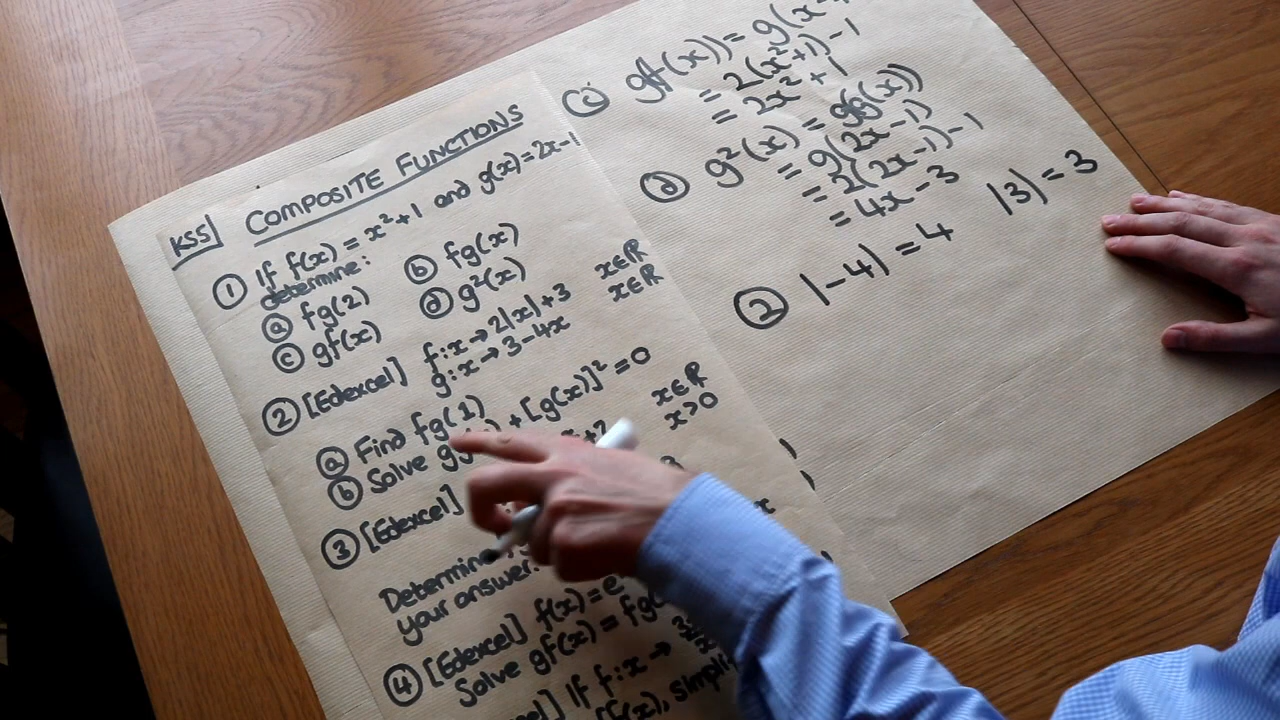 KS5
COMPOSITE FUNCTIONS
① If f(x) = x²+1 and g(x)=2x-1
determine:
ⓐ fg(2)
ⓑ fg(x)
ⓒ gf(x)
ⓓ g²(x)
② [Edexcel] f:x→2|x|+3 x∈ℝ
g:x→3-4x x∈ℝ
ⓐ Find fg(1)
ⓑ Solve gg + [g(x)]² = 0
③ [Edexcel] +7 x∈ℝ
x>0
Determine
your answer.
④ [Edexcel] f(x)=e
Solve gf(x) = fg(
If f:x→
f(x), simpli
ⓒ gf(x)) = g(x²
= 2(x²+1)-1
= 2x²+1
ⓓ g²(x) = gg(x))
= g(2x-1)
= 2(2x-1)-1
= 4x-3
② |-4| = 4 |3| = 3